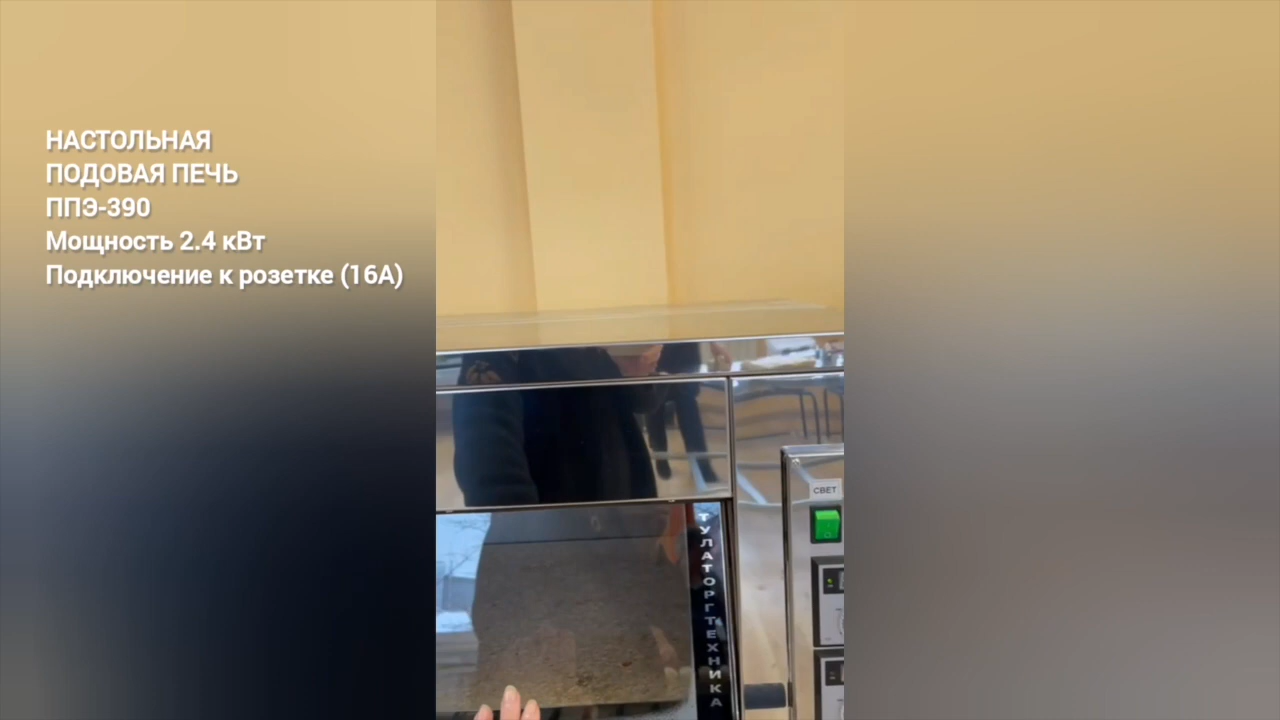 НАСТОЛЬНАЯ
ПОДОВАЯ ПЕЧЬ
ППЭ-390
Мощность 2.4 кВт
Подключение к розетке (16А)
СВЕТ
ТУЛАТОРГТЕХНИКА